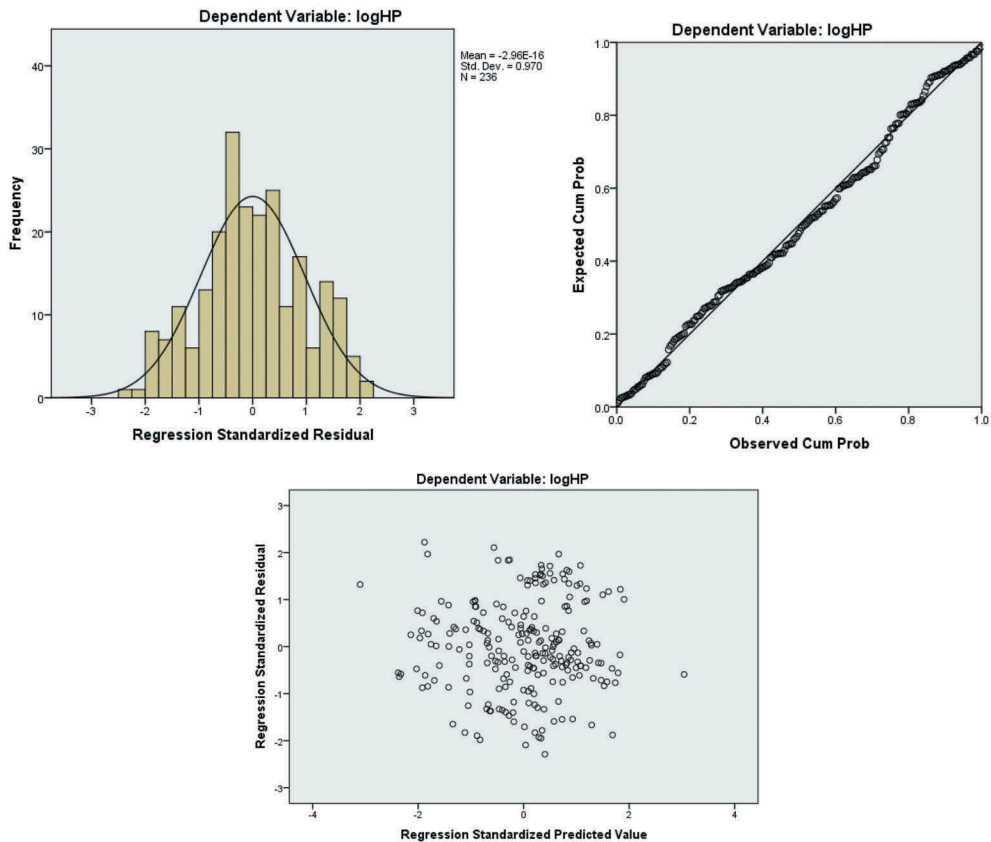 Dependent Variable: logHP
Mean = -2.96E-16
Std. Dev. = 0.970
N = 236
40
30
20
10
0
Frequency
-3 -2 -1 0 1 2 3
Regression Standardized Residual
Dependent Variable: logHP
1.0
0.8
0.6
0.4
0.2
0.0
Expected Cum Prob
0.0 0.2 0.4 0.6 0.8 1.0
Observed Cum Prob
Dependent Variable: logHP
3
2
1
0
-1
-2
-3
Regression Standardized Residual
-4 -2 0 2 4
Regression Standardized Predicted Value